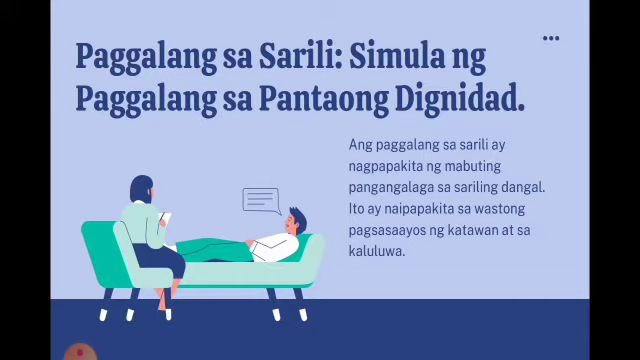 Paggalang sa Sarili: Simula ng
Paggalang sa Pantaong Dignidad.
Ang paggalang sa sarili ay
nagpapakita ng mabuting
pangangalaga sa sariling dangal.
Ito ay naipapakita sa wastong
pagsasaayos ng katawan at sa
kaluluwa.